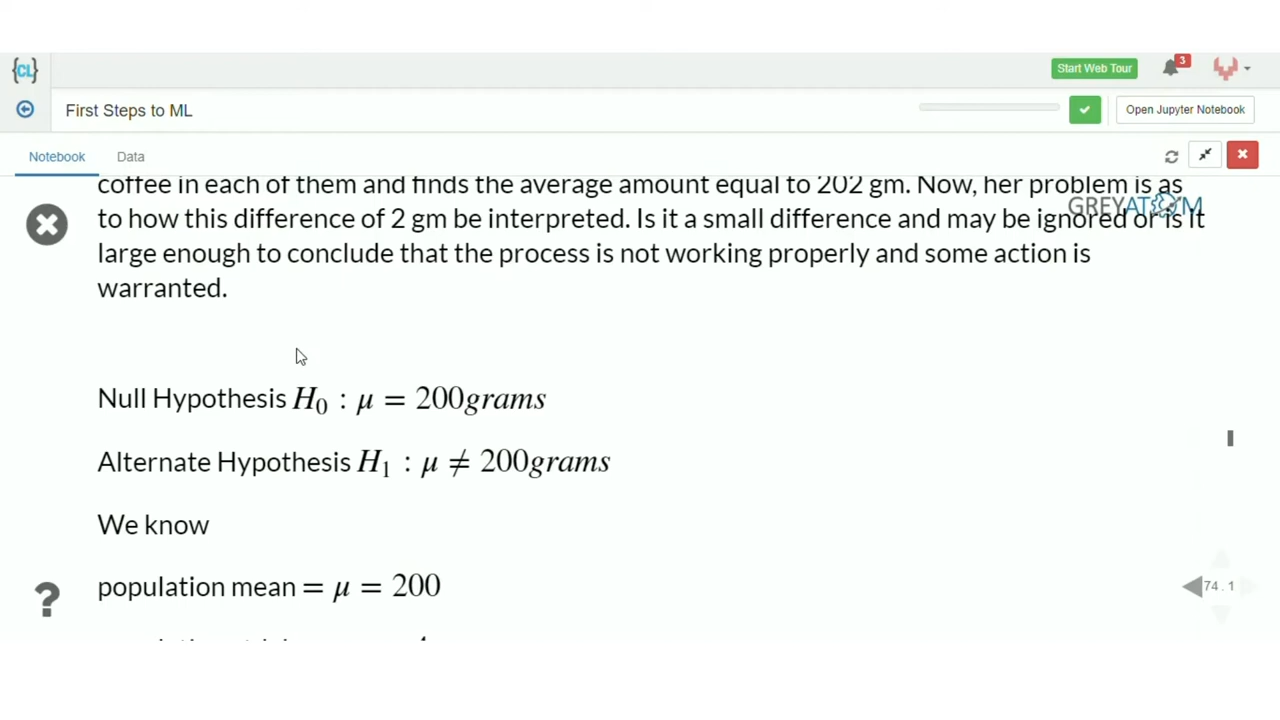 {CL}
Start Web Tour
3
First Steps to ML
Open Jupyter Notebook
Notebook Data
coffee in each of them and finds the average amount equal to 202 gm. Now, her problem is as
GREYATOM
to how this difference of 2 gm be interpreted. Is it a small difference and may be ignored or is it
large enough to conclude that the process is not working properly and some action is
warranted.
Null Hypothesis H₀ : μ = 200grams
Alternate Hypothesis H₁ : μ ≠ 200grams
We know
population mean = μ = 200
74 . 1